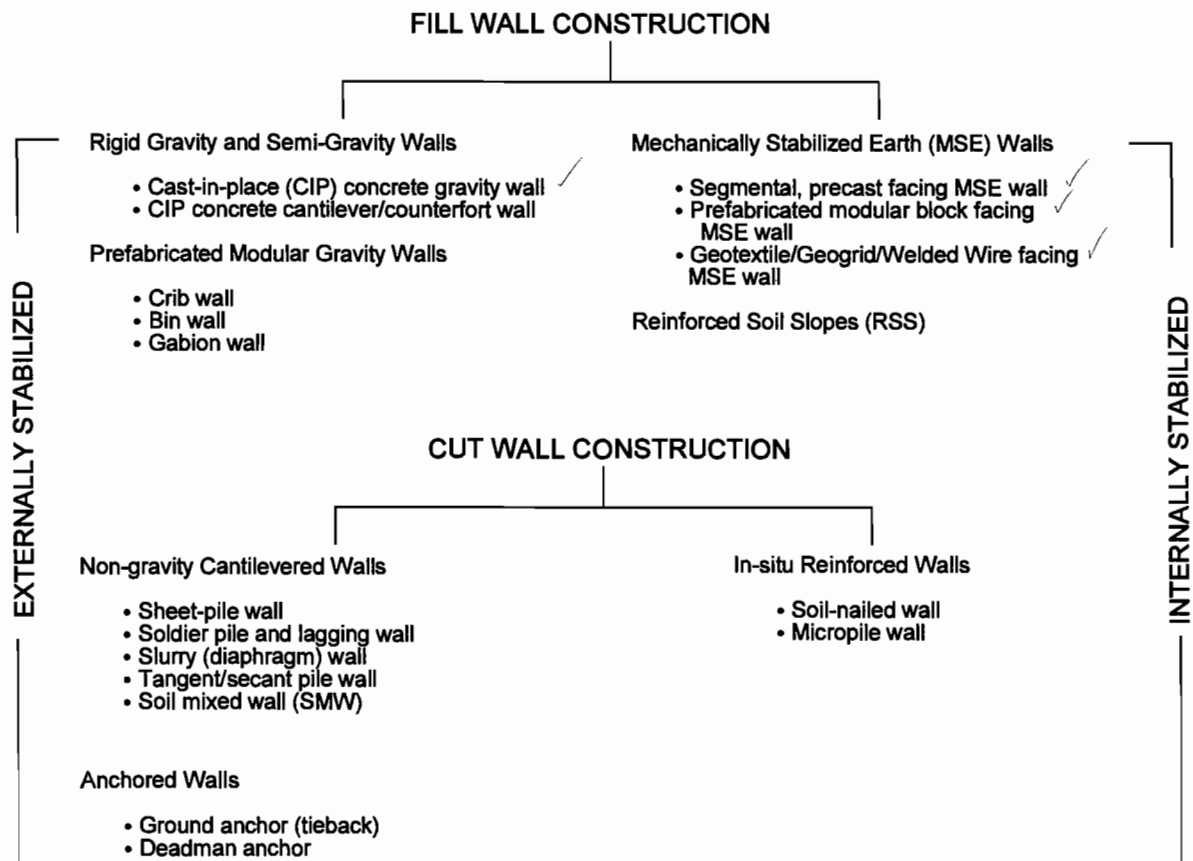 FILL WALL CONSTRUCTION
EXTERNALLY STABILIZED
Rigid Gravity and Semi-Gravity Walls
• Cast-in-place (CIP) concrete gravity wall
• CIP concrete cantilever/counterfort wall
Prefabricated Modular Gravity Walls
• Crib wall
• Bin wall
• Gabion wall
Mechanically Stabilized Earth (MSE) Walls
• Segmental, precast facing MSE wall
• Prefabricated modular block facing
MSE wall
• Geotextile/Geogrid/Welded Wire facing
MSE wall
Reinforced Soil Slopes (RSS)
INTERNALLY STABILIZED
CUT WALL CONSTRUCTION
Non-gravity Cantilevered Walls
• Sheet-pile wall
• Soldier pile and lagging wall
• Slurry (diaphragm) wall
• Tangent/secant pile wall
• Soil mixed wall (SMW)
Anchored Walls
• Ground anchor (tieback)
• Deadman anchor
In-situ Reinforced Walls
• Soil-nailed wall
• Micropile wall